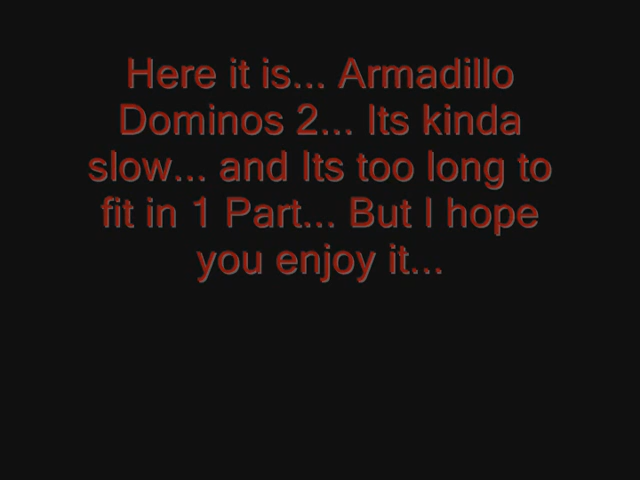 Here it is... Armadillo
Dominos 2... Its kinda
slow... and Its too long to
fit in 1 Part... But I hope
you enjoy it...